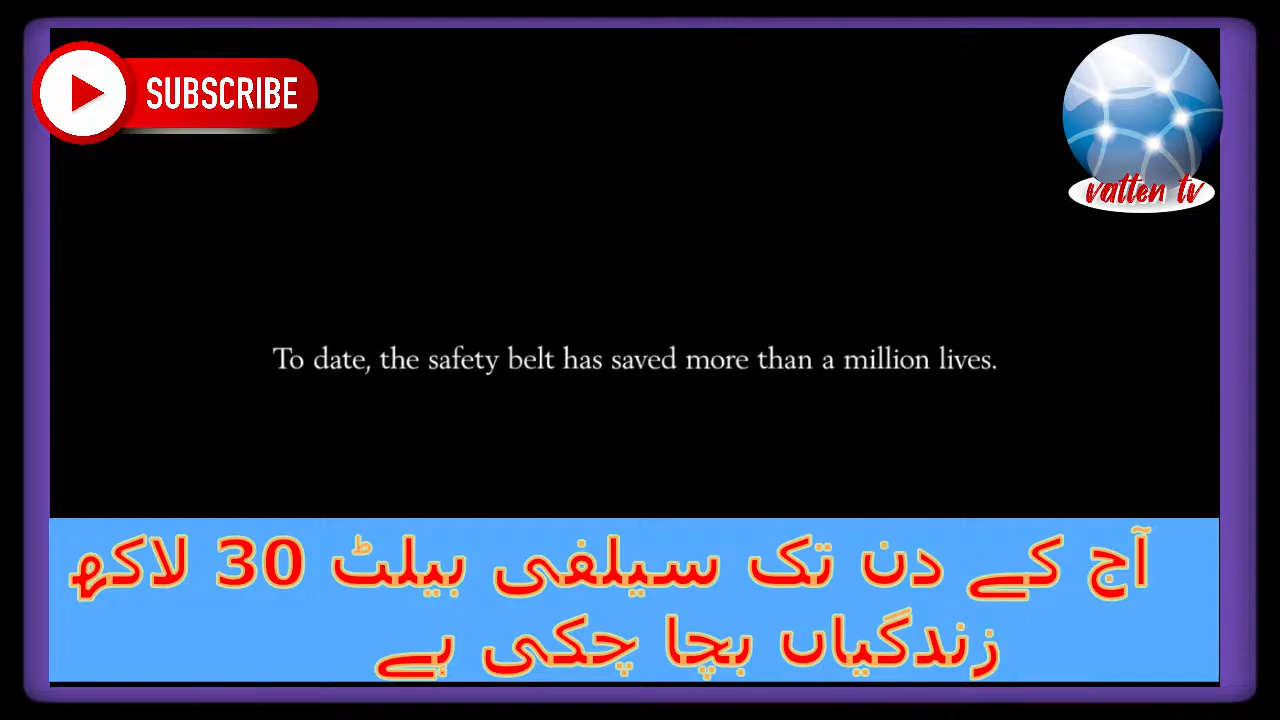 SUBSCRIBE
vatten tv
To date, the safety belt has saved more than a million lives.
آج کے دن تک سیلفی بیلٹ 30 لاکھ
زندگیاں بچا چکی ہے